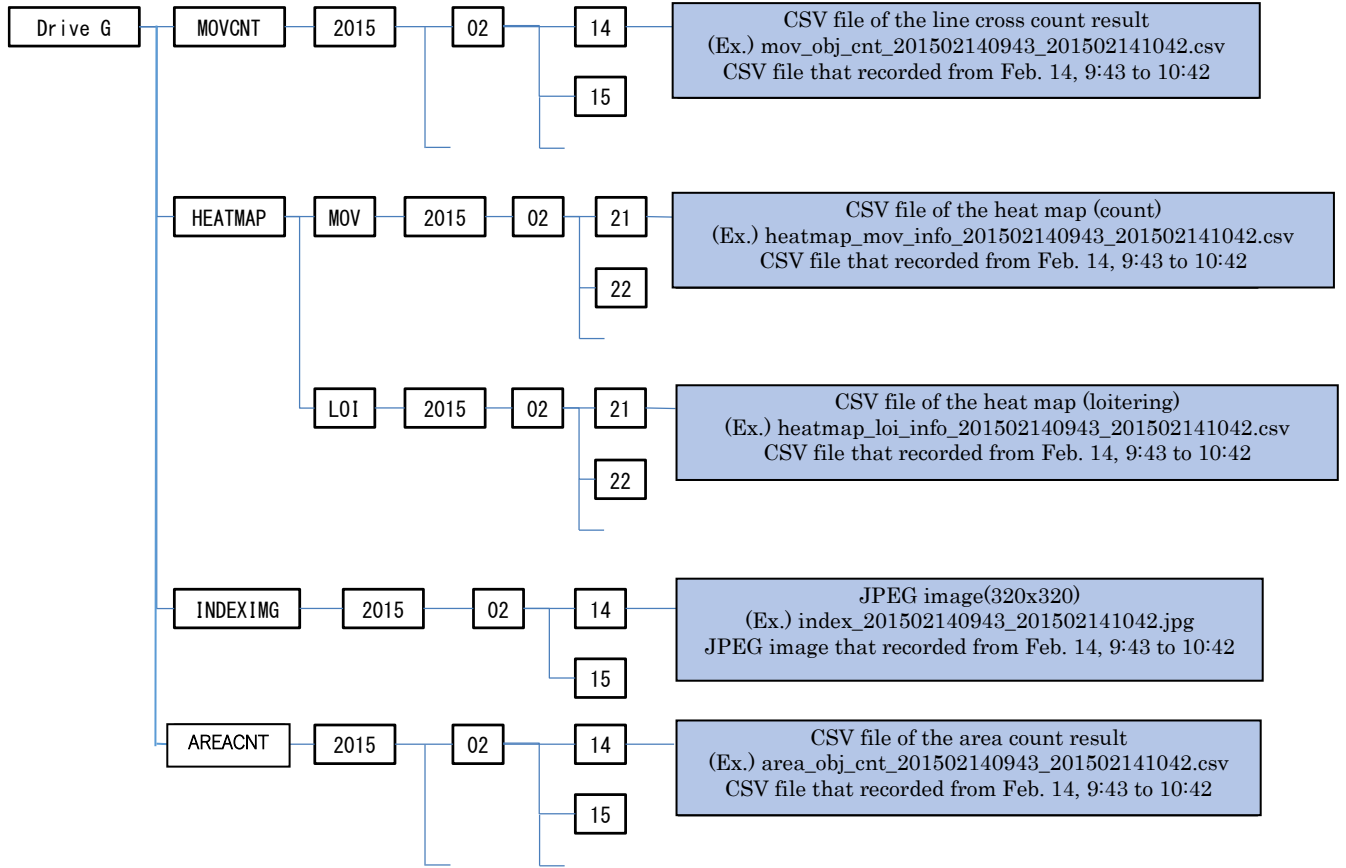 Drive G
MOVCNT
2015
02
14
CSV file of the line cross count result
(Ex.) mov_obj_cnt_201502140943_201502141042.csv
CSV file that recorded from Feb. 14, 9:43 to 10:42
15
HEATMAP
MOV
2015
02
21
CSV file of the heat map (count)
(Ex.) heatmap_mov_info_201502140943_201502141042.csv
CSV file that recorded from Feb. 14, 9:43 to 10:42
22
LOI
2015
02
21
CSV file of the heat map (loitering)
(Ex.) heatmap_loi_info_201502140943_201502141042.csv
CSV file that recorded from Feb. 14, 9:43 to 10:42
22
INDEXIMG
2015
02
14
JPEG image(320x320)
(Ex.) index_201502140943_201502141042.jpg
JPEG image that recorded from Feb. 14, 9:43 to 10:42
15
AREACNT
2015
02
14
CSV file of the area count result
(Ex.) area_obj_cnt_201502140943_201502141042.csv
CSV file that recorded from Feb. 14, 9:43 to 10:42
15